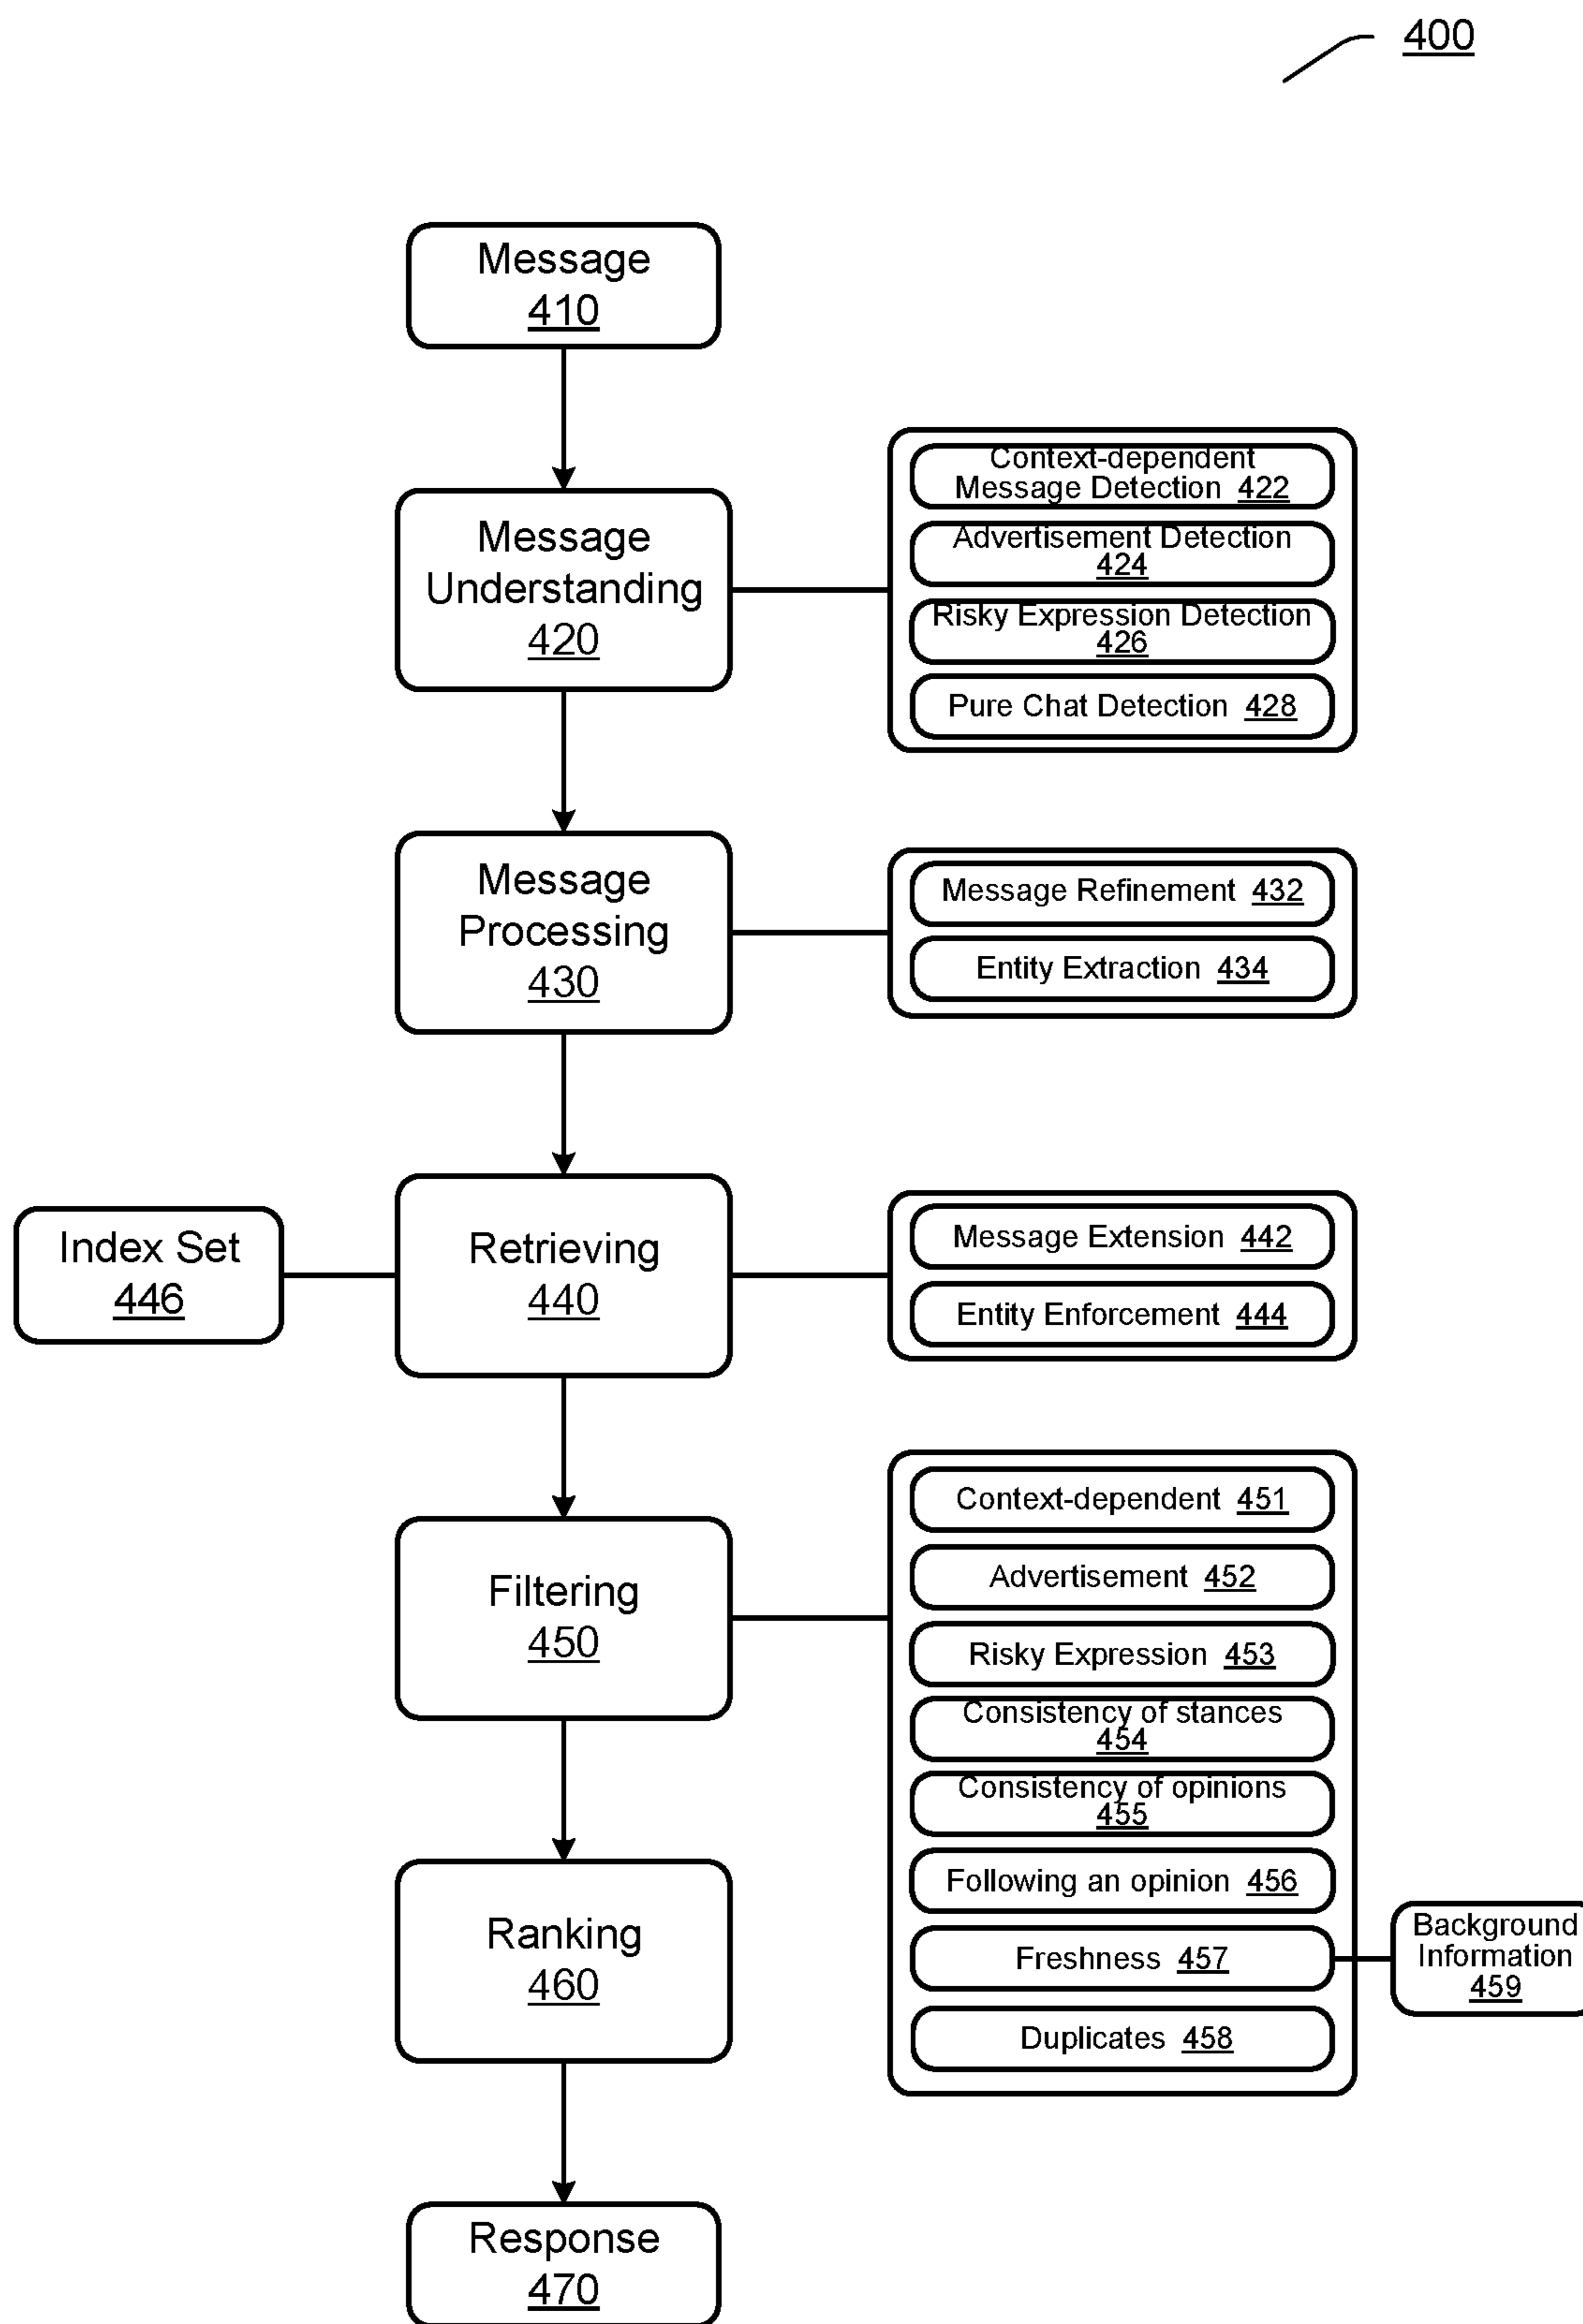 400
Message
410
Message
Understanding
420
Context-dependent
Message Detection 422
Advertisement Detection
424
Risky Expression Detection
426
Pure Chat Detection 428
Message
Processing
430
Message Refinement 432
Entity Extraction 434
Index Set
446
Retrieving
440
Message Extension 442
Entity Enforcement 444
Filtering
450
Context-dependent 451
Advertisement 452
Risky Expression 453
Consistency of stances
454
Consistency of opinions
455
Following an opinion 456
Freshness 457
Duplicates 458
Background
Information
459
Ranking
460
Response
470